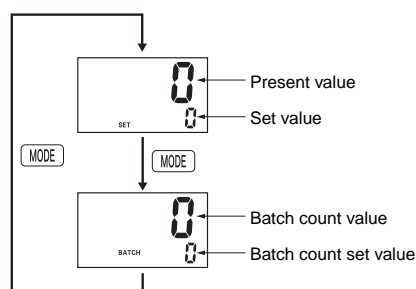 0
Present value
SET
0
Set value
MODE
MODE
0
Batch count value
BATCH
0
Batch count set value